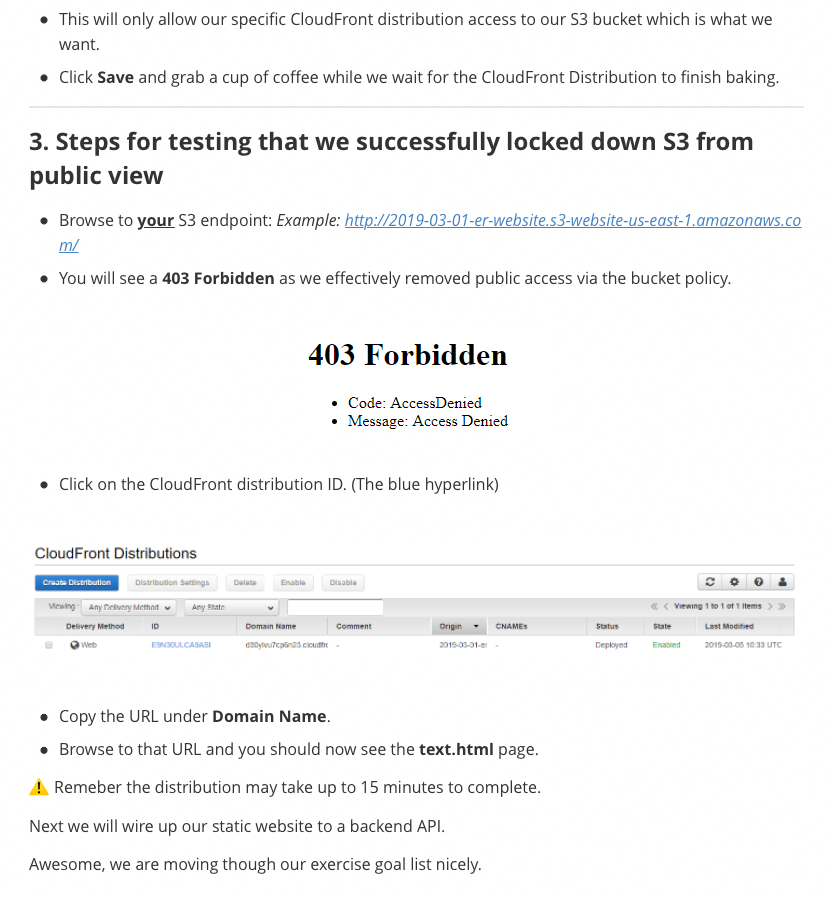 This will only allow our specific CloudFront distribution access to our S3 bucket which is what we
want.
Click Save and grab a cup of coffee while we wait for the CloudFront Distribution to finish baking.
3. Steps for testing that we successfully locked down S3 from
public view
Browse to your S3 endpoint: Example: http://2019-03-01-er-website.s3-website-us-east-1.amazonaws.co
m/
You will see a 403 Forbidden as we effectively removed public access via the bucket policy.
403 Forbidden
Code: AccessDenied
Message: Access Denied
Click on the CloudFront distribution ID. (The blue hyperlink)
CloudFront Distributions
Create Distribution Distribution Settings Delete Enable Disable
Viewing : Any Delivery Method Any State Viewing 1 to 1 of 1 Items
Delivery Method ID Domain Name Comment Origin CNAMEs Status State Last Modified
Web - 2019-03-01-er - Deployed Enabled 2019-03-05 10:33 UTC
Copy the URL under Domain Name.
Browse to that URL and you should now see the text.html page.
Remeber the distribution may take up to 15 minutes to complete.
Next we will wire up our static website to a backend API.
Awesome, we are moving though our exercise goal list nicely.